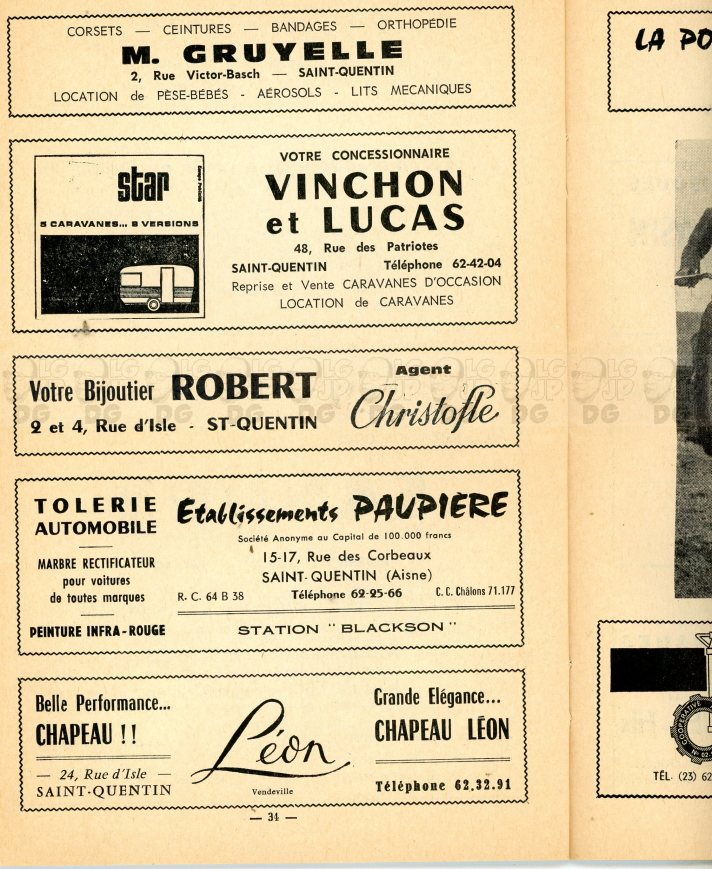 CORSETS — CEINTURES — BANDAGES — ORTHOPÉDIE
M. GRUYELLE
2, Rue Victor-Basch — SAINT-QUENTIN
LOCATION de PÈSE-BÉBÉS - AÉROSOLS - LITS MECANIQUES
star
5 CARAVANES... 8 VERSIONS
VOTRE CONCESSIONNAIRE
VINCHON
et LUCAS
48, Rue des Patriotes
SAINT-QUENTIN Téléphone 62-42-04
Reprise et Vente CARAVANES D'OCCASION
LOCATION de CARAVANES
Votre Bijoutier ROBERT
2 et 4, Rue d'Isle - ST-QUENTIN
Agent
Christofle
TOLERIE
AUTOMOBILE
MARBRE RECTIFICATEUR
pour voitures
de toutes marques
PEINTURE INFRA-ROUGE
Etablissements PAUPIERE
Société Anonyme au Capital de 100.000 francs
15-17, Rue des Corbeaux
SAINT-QUENTIN (Aisne)
R. C. 64 B 38 Téléphone 62-25-66 C. C. Châlons 71.177
STATION " BLACKSON "
Belle Performance...
CHAPEAU !!
— 24, Rue d'Isle —
SAINT-QUENTIN
Léon
Vendeville
Grande Elégance...
CHAPEAU LÉON
Téléphone 62.32.91
— 34 —
LA PO
COOPÉRATIVE
TÉL. (23) 62